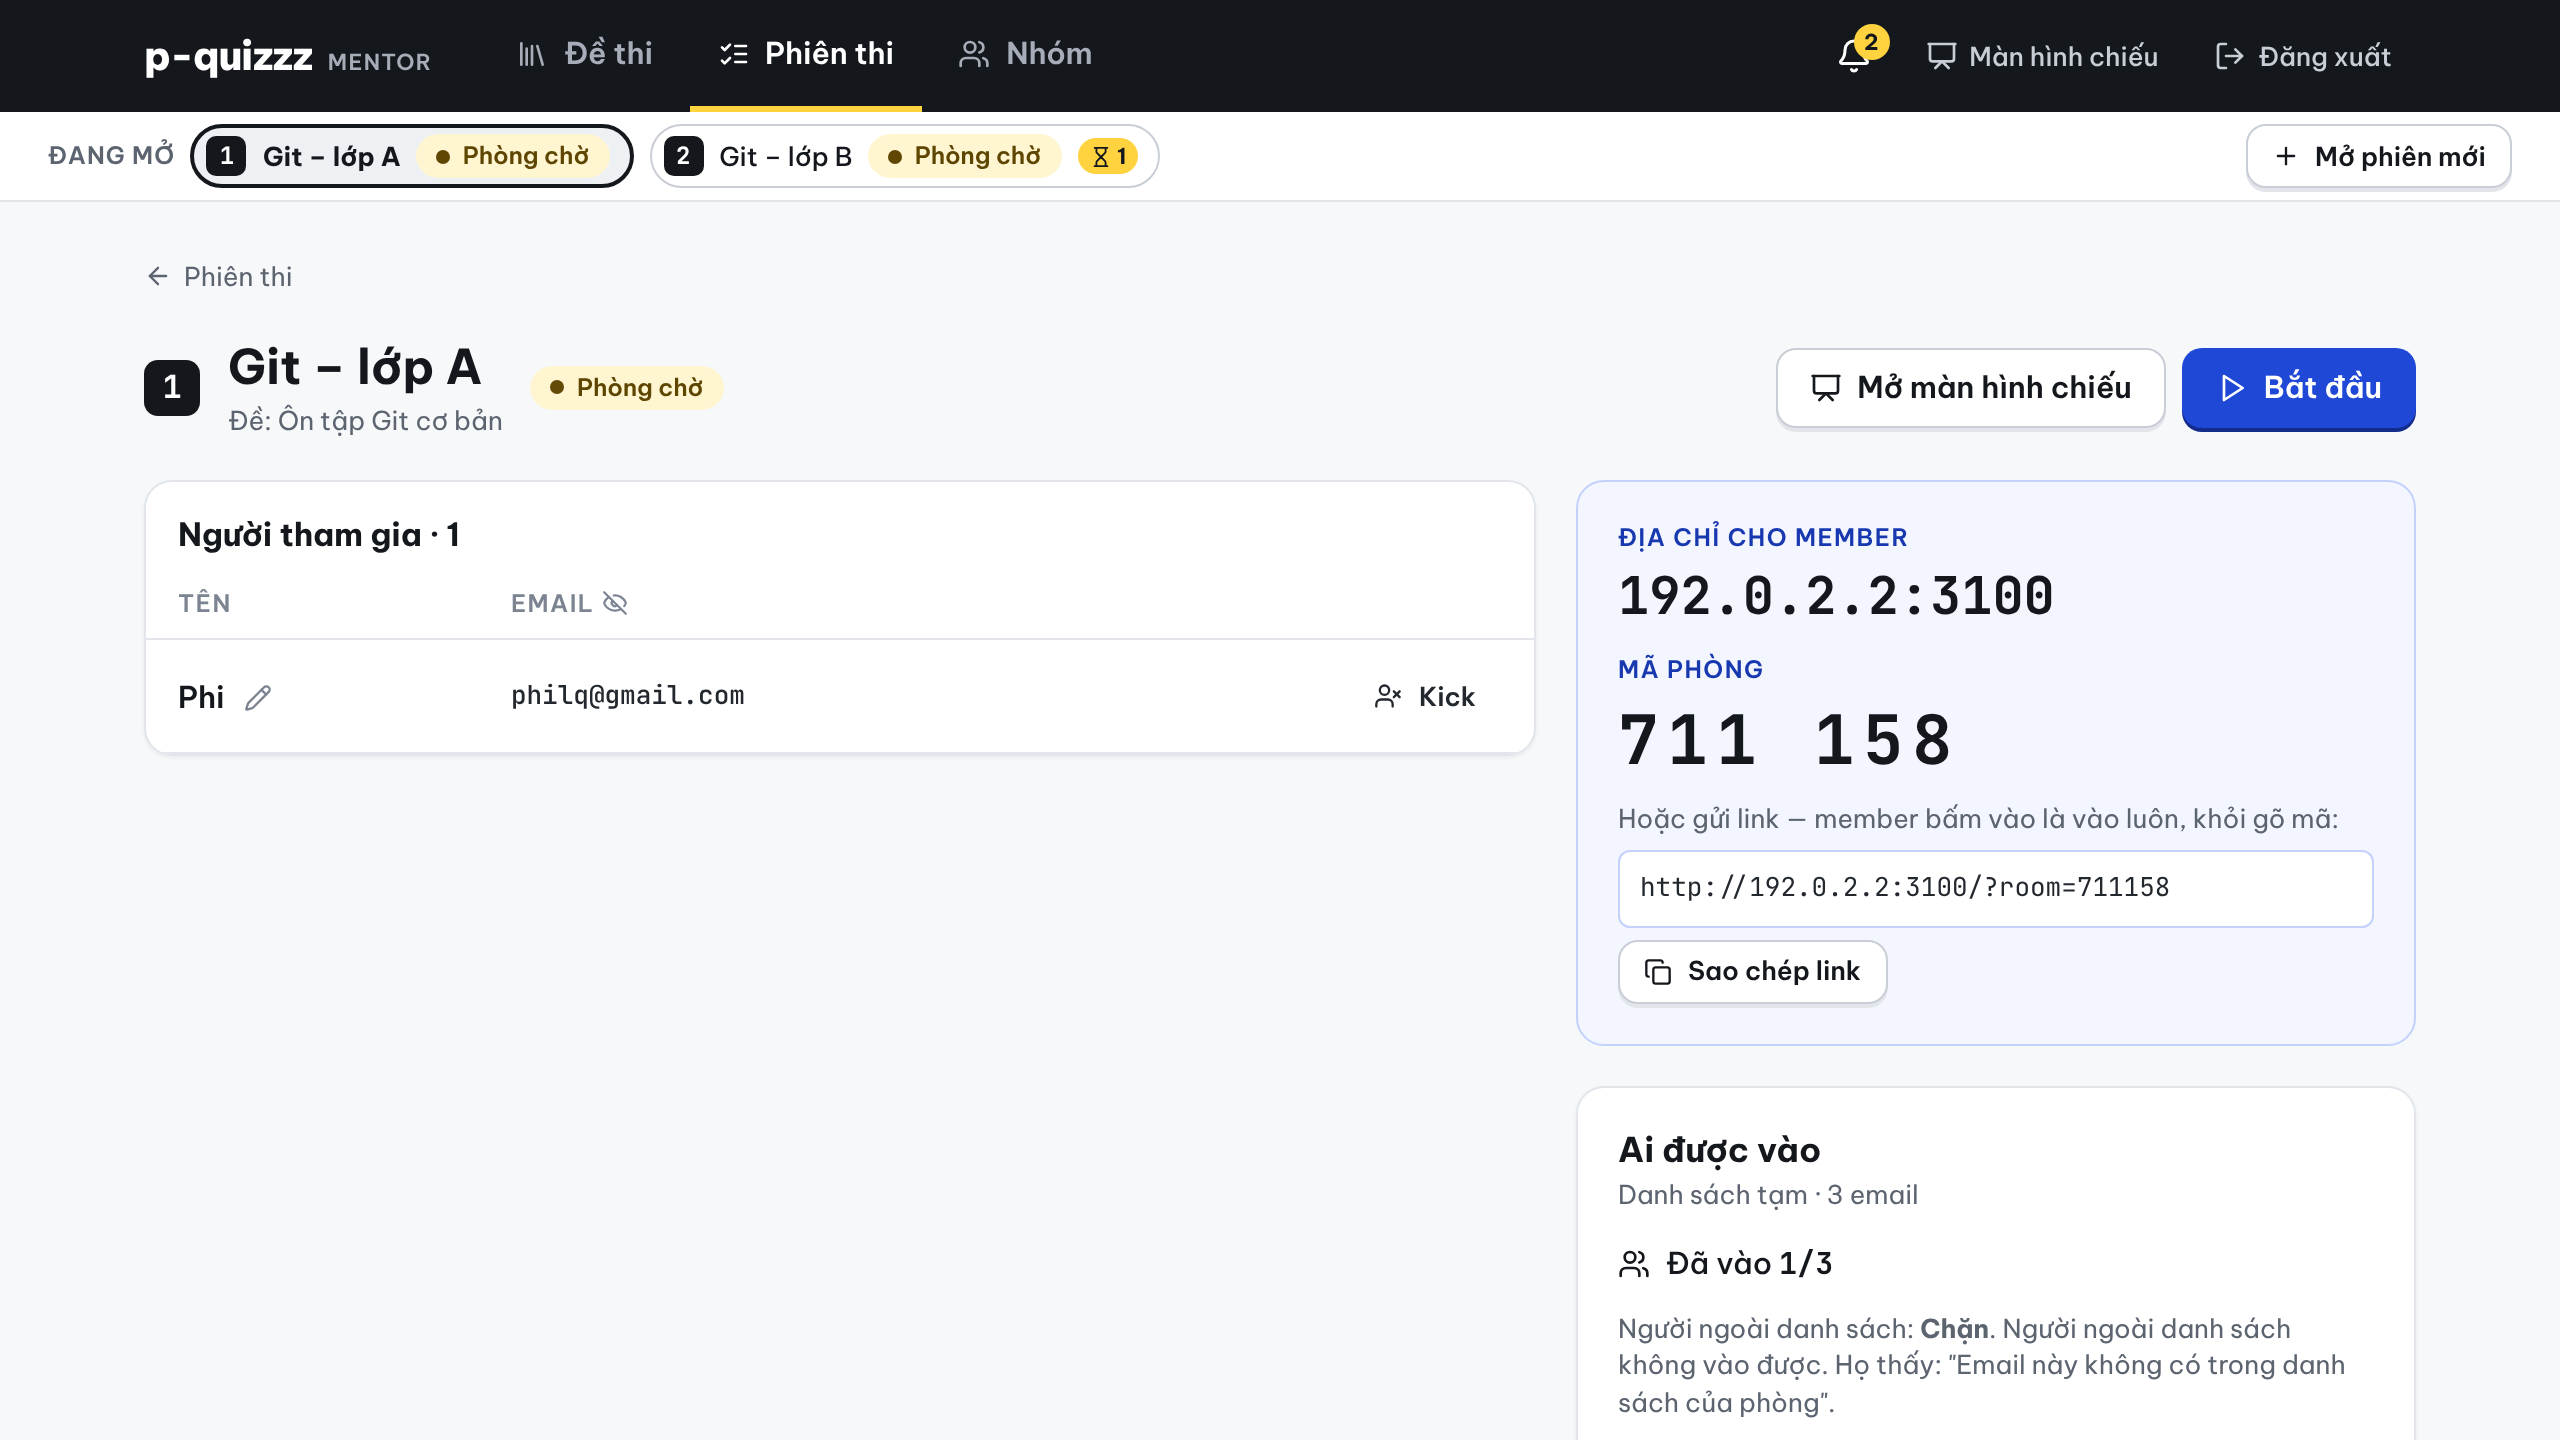 p-quizzz MENTOR
Đề thi
Phiên thi
Nhóm
2
Màn hình chiếu
Đăng xuất
ĐANG MỞ
1 Git – lớp A Phòng chờ
2 Git – lớp B Phòng chờ 1
+ Mở phiên mới
← Phiên thi
1
Git – lớp A
Đề: Ôn tập Git cơ bản
Phòng chờ
Mở màn hình chiếu
Bắt đầu
Người tham gia · 1
TÊN EMAIL
Phi philq@gmail.com Kick
ĐỊA CHỈ CHO MEMBER
192.0.2.2:3100
MÃ PHÒNG
711 158
Hoặc gửi link — member bấm vào là vào luôn, khỏi gõ mã:
http://192.0.2.2:3100/?room=711158
Sao chép link
Ai được vào
Danh sách tạm · 3 email
Đã vào 1/3
Người ngoài danh sách: Chặn. Người ngoài danh sách
không vào được. Họ thấy: "Email này không có trong danh
sách của phòng".